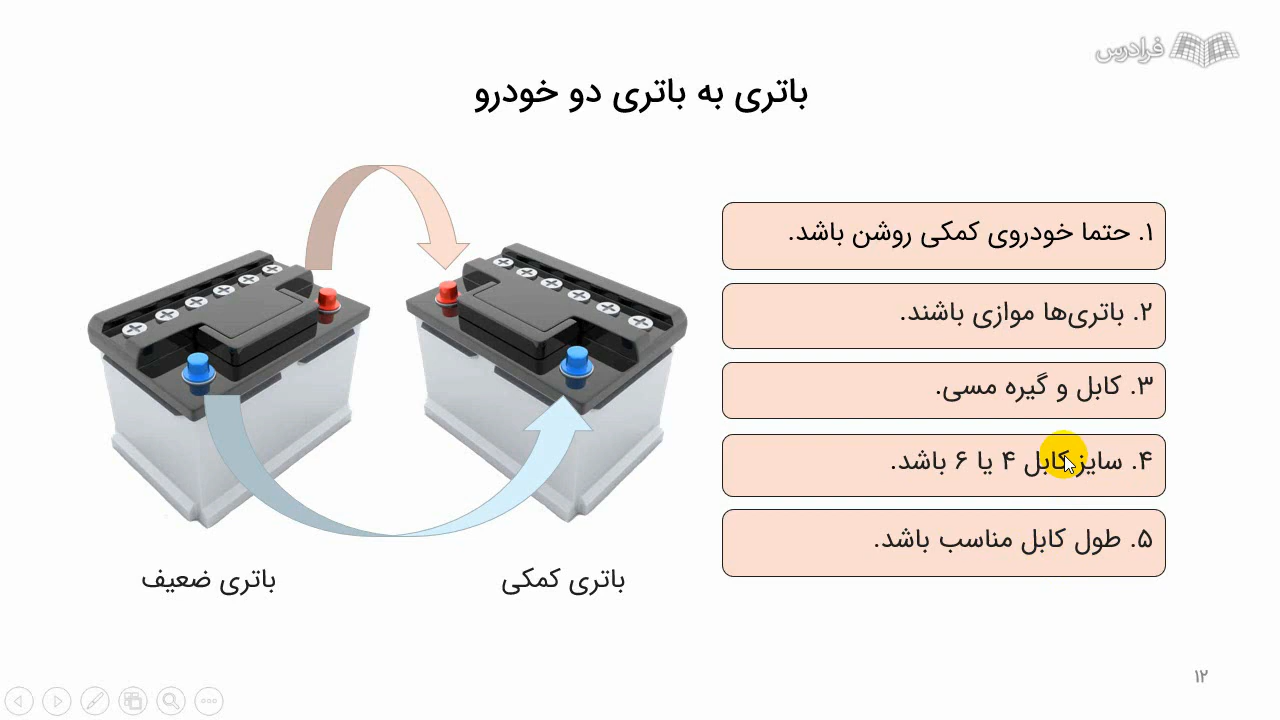 فرادرس
باتری به باتری دو خودرو
۱. حتما خودروی کمکی روشن باشد.
۲. باتری‌ها موازی باشند.
۳. کابل و گیره مسی.
۴. سایز کابل ۴ یا ۶ باشد.
۵. طول کابل مناسب باشد.
باتری کمکی
باتری ضعیف
۱۲